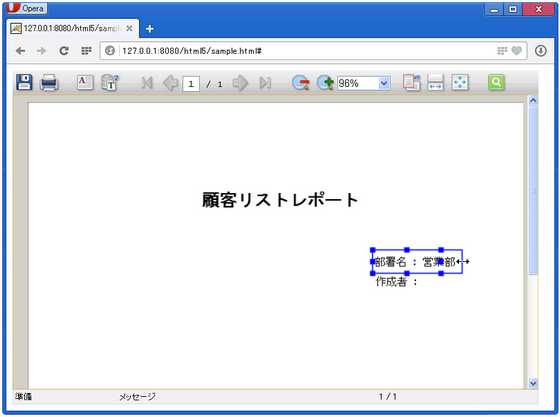 Opera
127.0.0.1:8080/html5/sampl
127.0.0.1:8080/html5/sample.html#
A T 1 / 1 96%
顧客リストレポート
部署名 : 営業部
作成者 :
準備 メッセージ 1 / 1